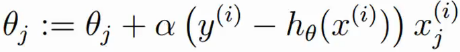 θ_j := θ_j + α (y^{(i)} − h_θ(x^{(i)})) x_j^{(i)}